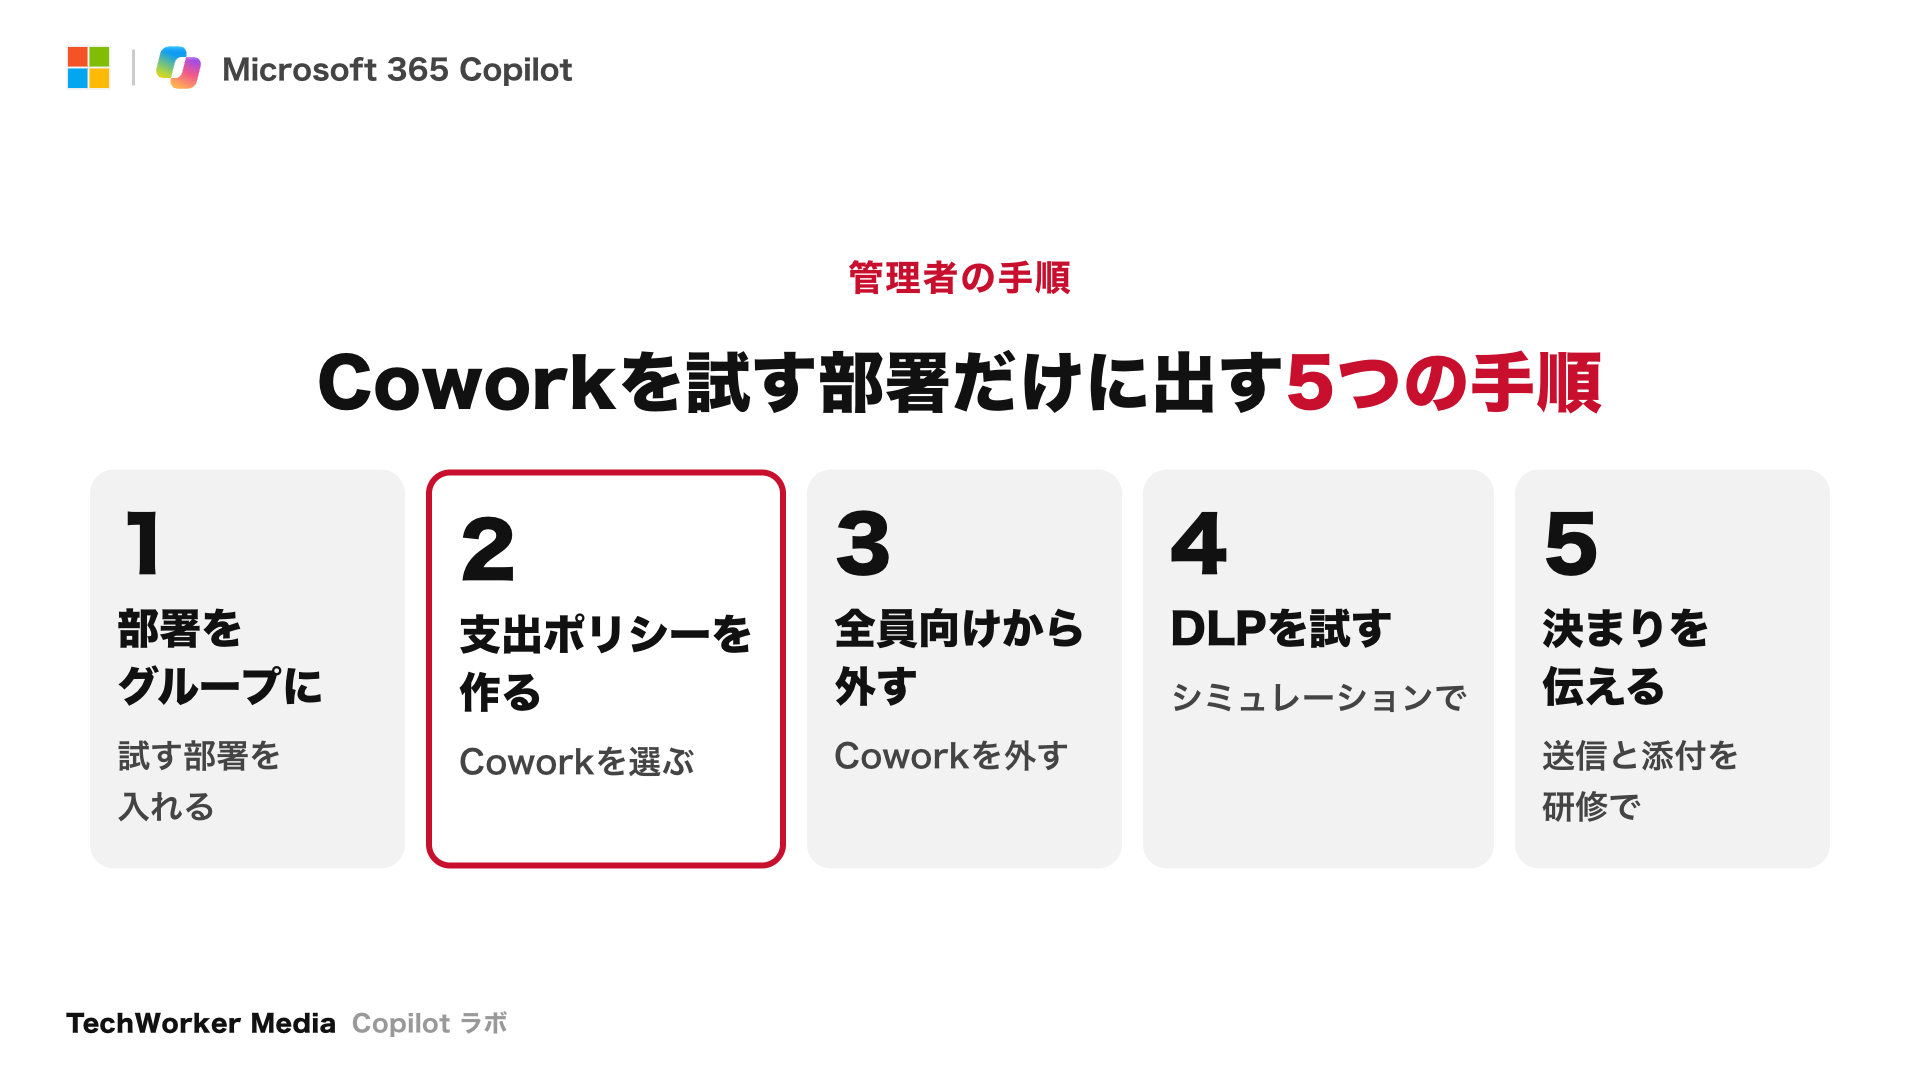 Microsoft 365 Copilot
管理者の手順
Coworkを試す部署だけに出す5つの手順
1
部署を
グループに
試す部署を
入れる
2
支出ポリシーを
作る
Coworkを選ぶ
3
全員向けから
外す
Coworkを外す
4
DLPを試す
シミュレーションで
5
決まりを
伝える
送信と添付を
研修で
TechWorker Media Copilot ラボ